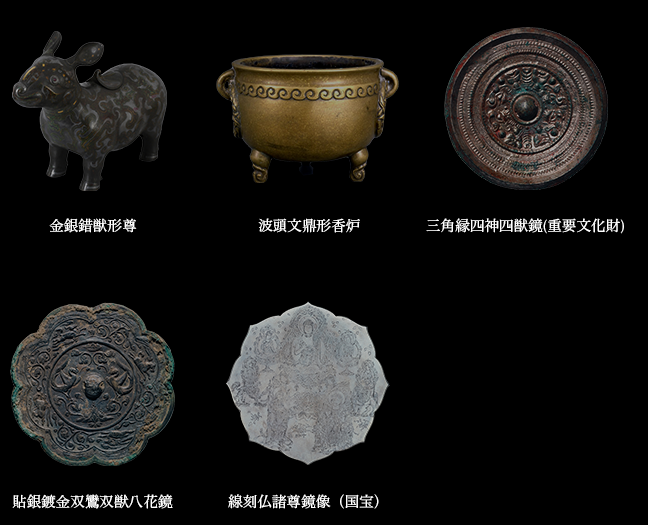 金銀錯獣形尊
波頭文鼎形香炉
三角縁四神四獣鏡(重要文化財)
貼銀鍍金双鸞双獣八花鏡
線刻仏諸尊鏡像（国宝）